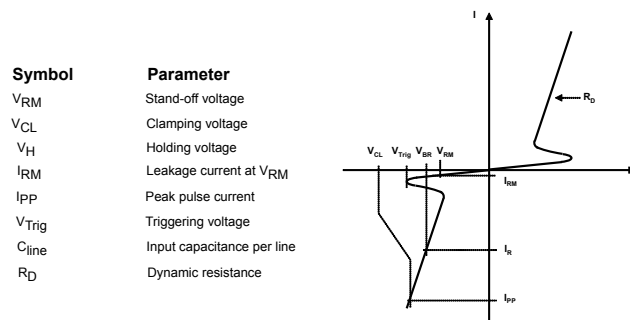 Symbol Parameter
VRM Stand-off voltage
VCL Clamping voltage
VH Holding voltage
IRM Leakage current at VRM
IPP Peak pulse current
VTrig Triggering voltage
Cline Input capacitance per line
RD Dynamic resistance
I
RD
VCL VTrig VBR VRM
IRM
IR
IPP